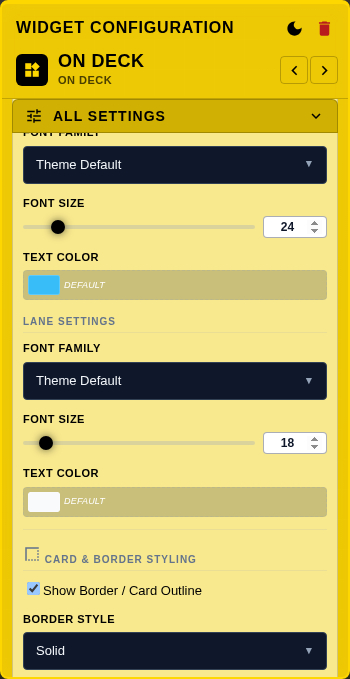 WIDGET CONFIGURATION
ON DECK
ON DECK
ALL SETTINGS
FONT FAMILY
Theme Default
FONT SIZE
24
TEXT COLOR
DEFAULT
LANE SETTINGS
FONT FAMILY
Theme Default
FONT SIZE
18
TEXT COLOR
DEFAULT
CARD & BORDER STYLING
Show Border / Card Outline
BORDER STYLE
Solid